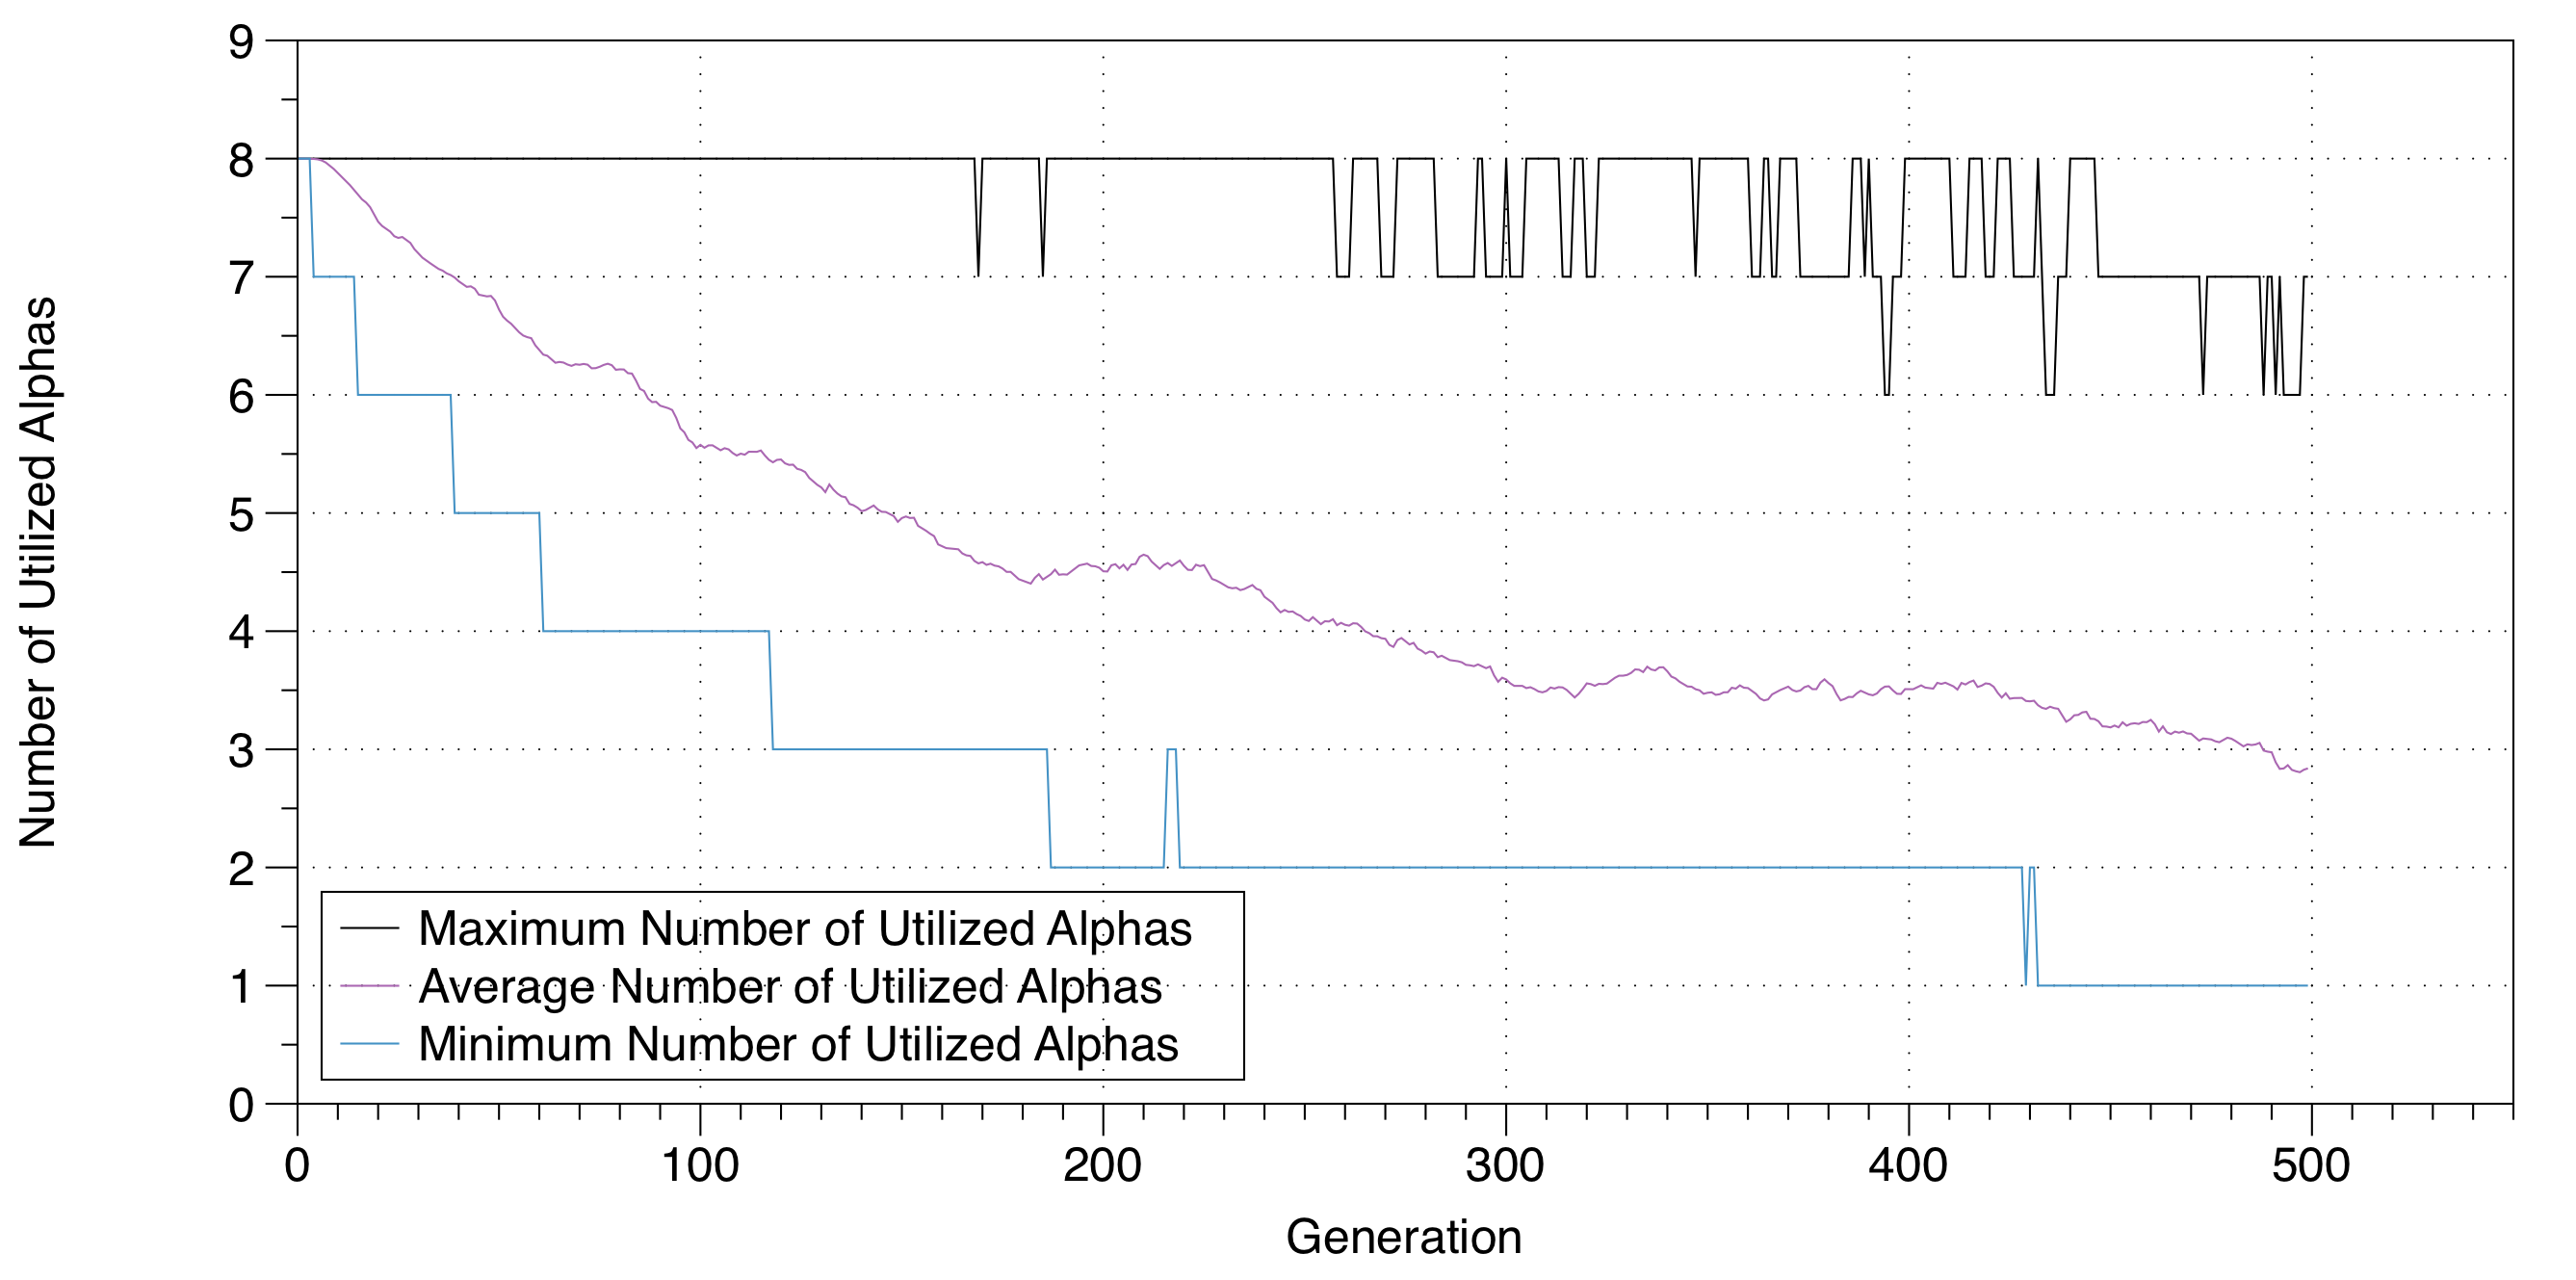 9
8
7
6
5
4
3
2
1
0
Number of Utilized Alphas
Maximum Number of Utilized Alphas
Average Number of Utilized Alphas
Minimum Number of Utilized Alphas
0 100 200 300 400 500
Generation